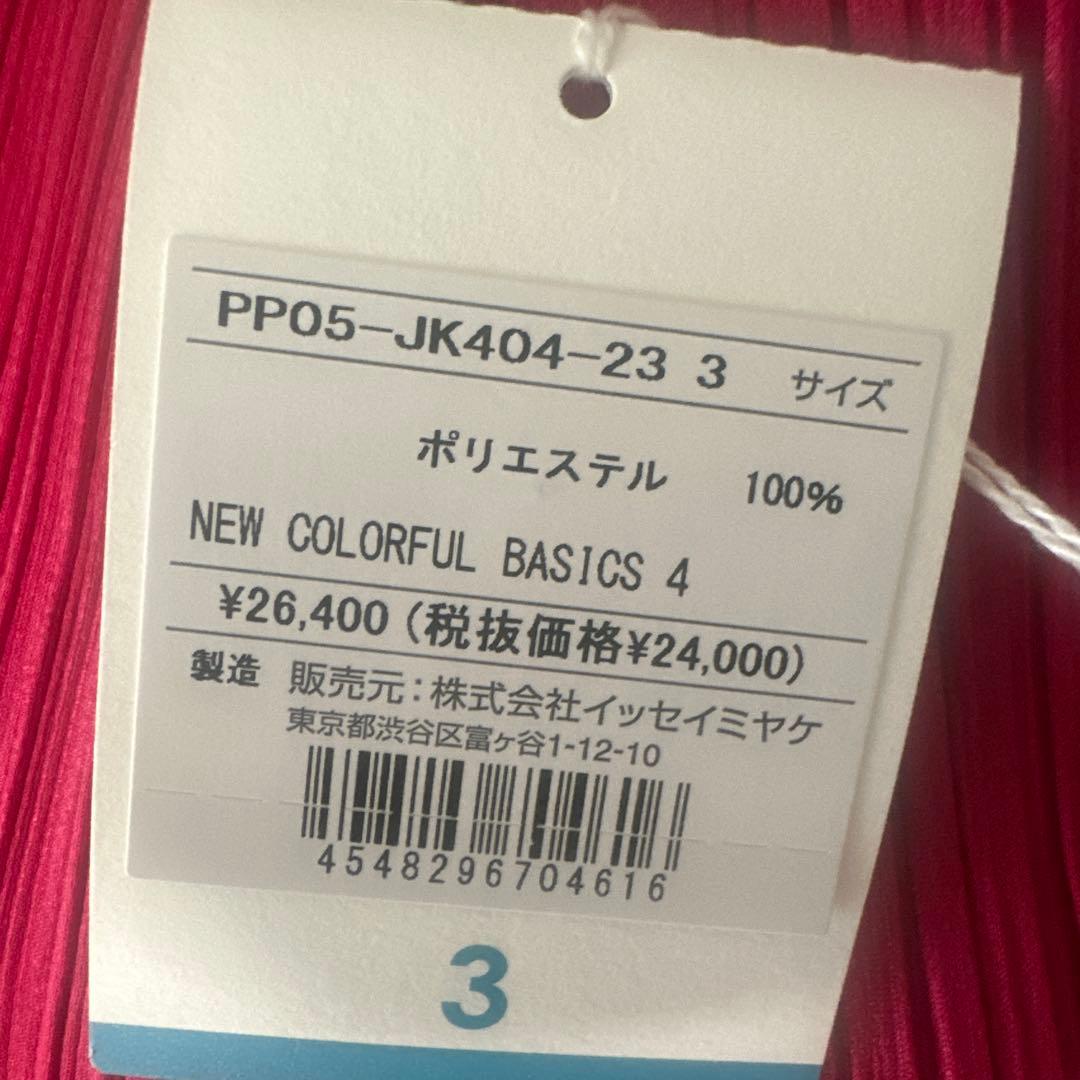 PP05-JK404-23 3 サイズ
ポリエステル 100%
NEW COLORFUL BASICS 4
¥26,400(税抜価格¥24,000)
製造 販売元:株式会社イッセイミヤケ
東京都渋谷区富ヶ谷1-12-10
4548296704616
3